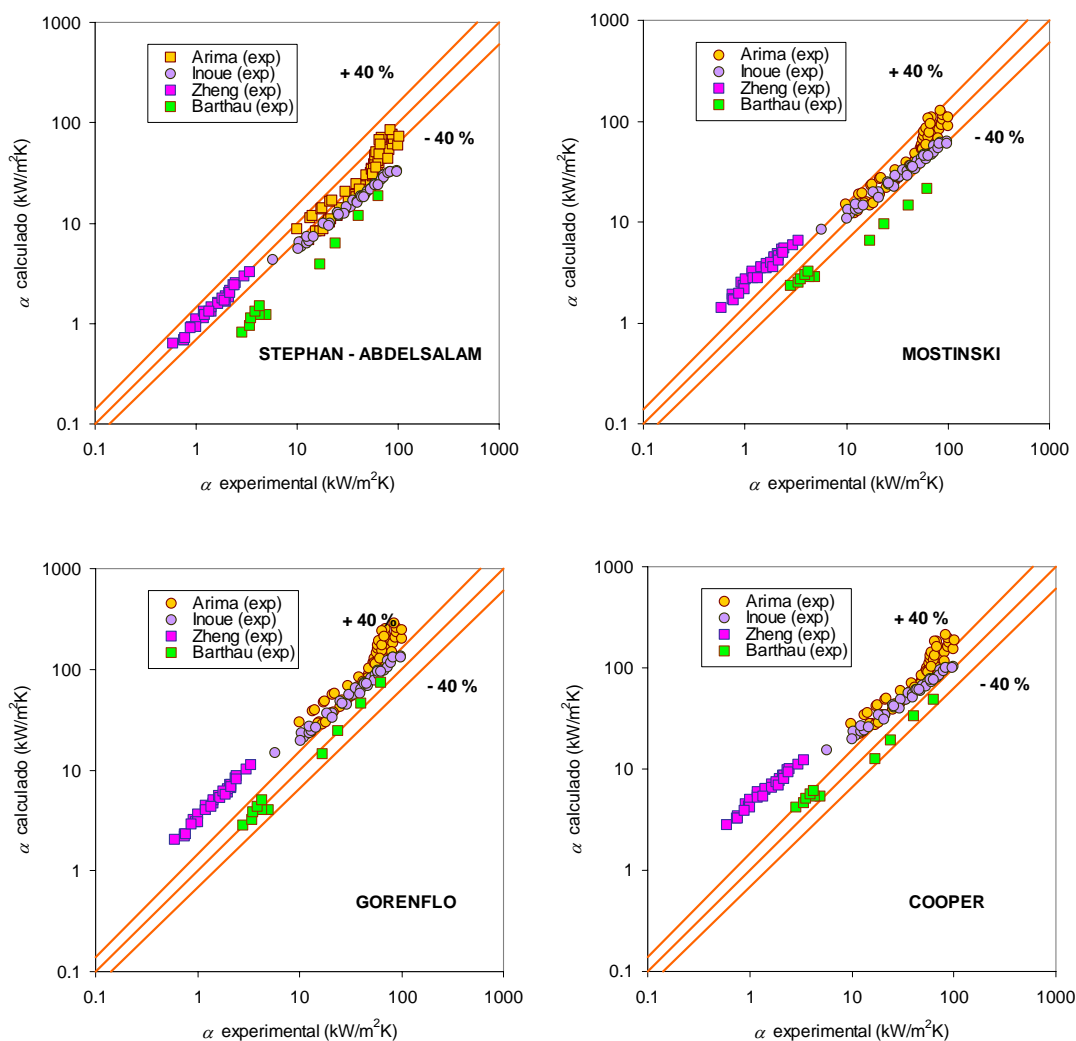 1000
100
10
1
0.1
α calculado (kW/m²K)
Arima (exp)
Inoue (exp)
Zheng (exp)
Barthau (exp)
+ 40 %
- 40 %
STEPHAN - ABDELSALAM
0.1 1 10 100 1000
α experimental (kW/m²K)
1000
100
10
1
0.1
α calculado (kW/m²K)
Arima (exp)
Inoue (exp)
Zheng (exp)
Barthau (exp)
+ 40 %
- 40 %
MOSTINSKI
0.1 1 10 100 1000
α experimental (kW/m²K)
1000
100
10
1
0.1
α calculado (kW/m²K)
Arima (exp)
Inoue (exp)
Zheng (exp)
Barthau (exp)
+ 40 %
- 40 %
GORENFLO
0.1 1 10 100 1000
α experimental (kW/m²K)
1000
100
10
1
0.1
α calculado (kW/m²K)
Arima (exp)
Inoue (exp)
Zheng (exp)
Barthau (exp)
+ 40 %
- 40 %
COOPER
0.1 1 10 100 1000
α experimental (kW/m²K)